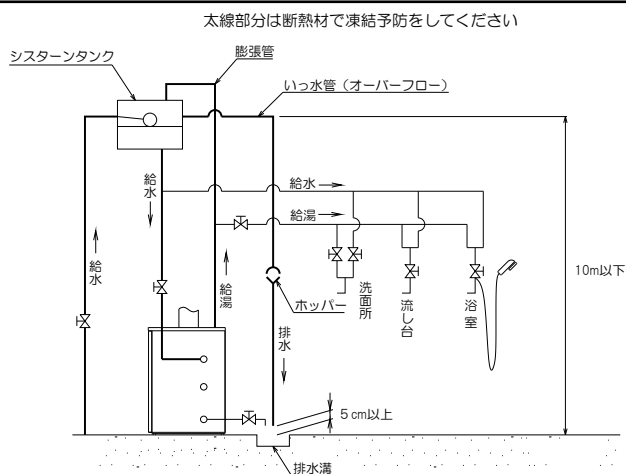 太線部分は断熱材で凍結予防をしてください
シスターンタンク
膨張管
いっ水管（オーバーフロー）
給水
給水
給湯
給水
給湯
ホッパー
洗面所
流し台
浴室
10m以下
排水
5cm以上
排水溝